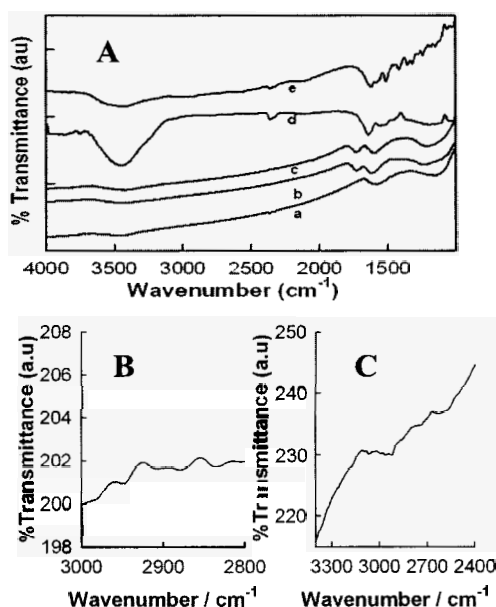 A
% Transmittance (au)
e
d
c
b
a
4000 3500 3000 2500 2000 1500
Wavenumber (cm-1)
B
%Transmittance (a.u)
208
206
204
202
200
198
3000 2900 2800
Wavenumber / cm-1
C
%Transmittance (a.u)
250
240
230
220
3300 3000 2700 2400
Wavenumber / cm-1